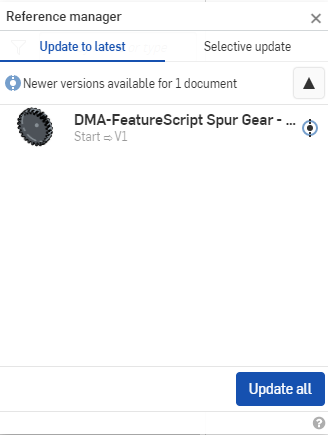 Reference manager
Update to latest
Selective update
Newer versions available for 1 document
DMA-FeatureScript Spur Gear - ...
Start ⇨ V1
Update all